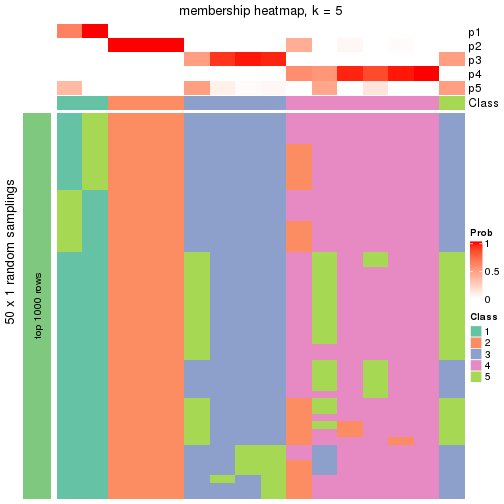 membership heatmap, k = 5
p1
p2
p3
p4
p5
Class
50 x 1 random samplings
top 1000 rows
Prob
1
0.5
0
Class
1
2
3
4
5